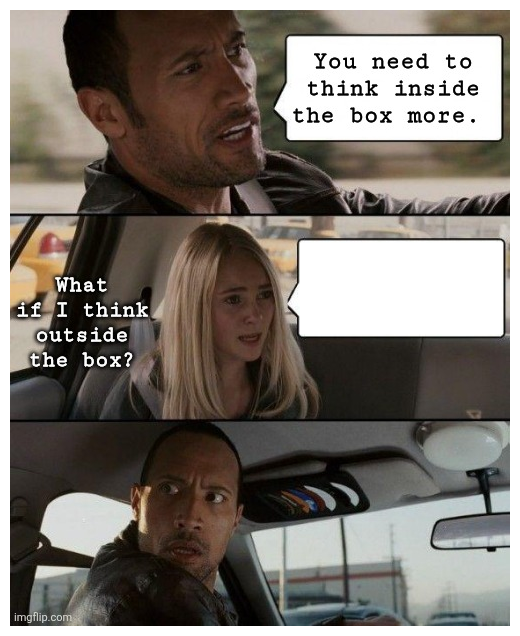 You need to
think inside
the box more.
What
if I think
outside
the box?
imgflip.com